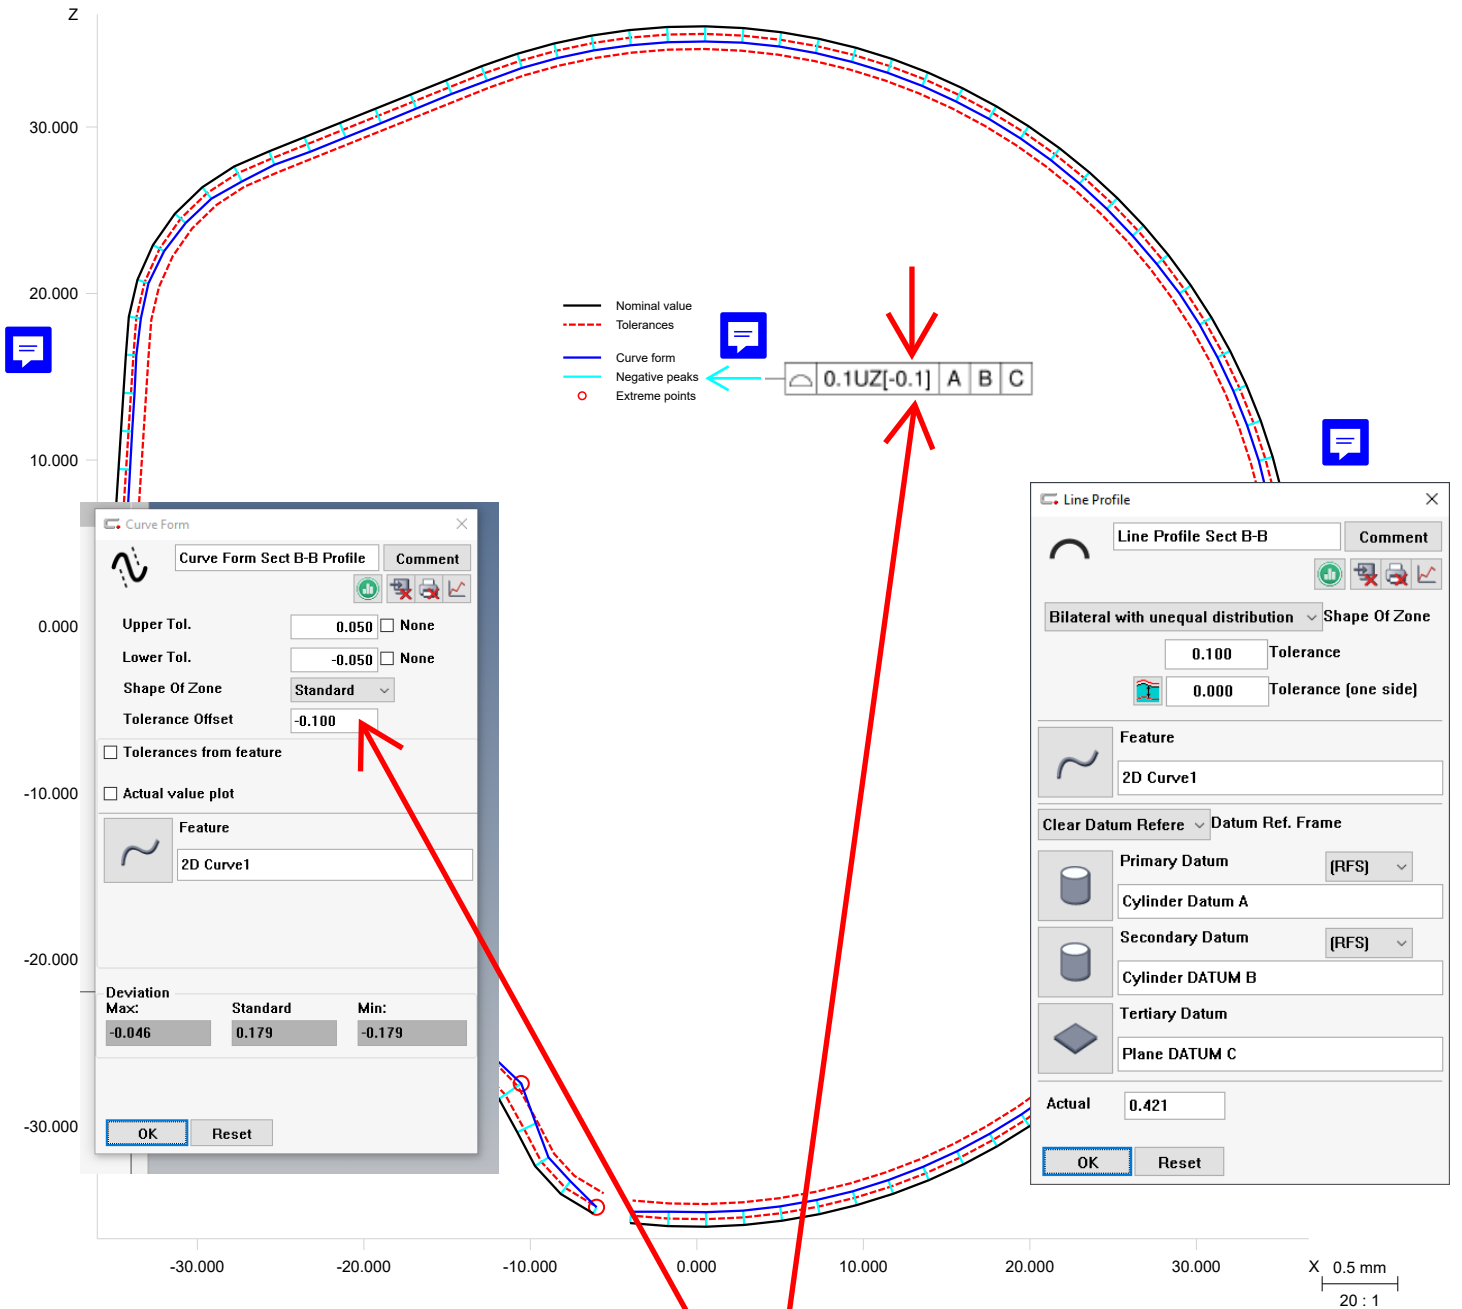 Z
30.000
20.000
10.000
0.000
-10.000
-20.000
-30.000
Nominal value
Tolerances
Curve form
Negative peaks
Extreme points
⌓ 0.1UZ[-0.1] A B C
Curve Form
Curve Form Sect B-B Profile Comment
Upper Tol. 0.050 None
Lower Tol. -0.050 None
Shape Of Zone Standard
Tolerance Offset -0.100
Tolerances from feature
Actual value plot
Feature
2D Curve1
Deviation
Max: Standard Min:
-0.046 0.179 -0.179
OK Reset
Line Profile
Line Profile Sect B-B Comment
Bilateral with unequal distribution Shape Of Zone
0.100 Tolerance
0.000 Tolerance (one side)
Feature
2D Curve1
Clear Datum Refere Datum Ref. Frame
Primary Datum (RFS)
Cylinder Datum A
Secondary Datum (RFS)
Cylinder DATUM B
Tertiary Datum
Plane DATUM C
Actual 0.421
OK Reset
-30.000 -20.000 -10.000 0.000 10.000 20.000 30.000 X 0.5 mm
20 : 1